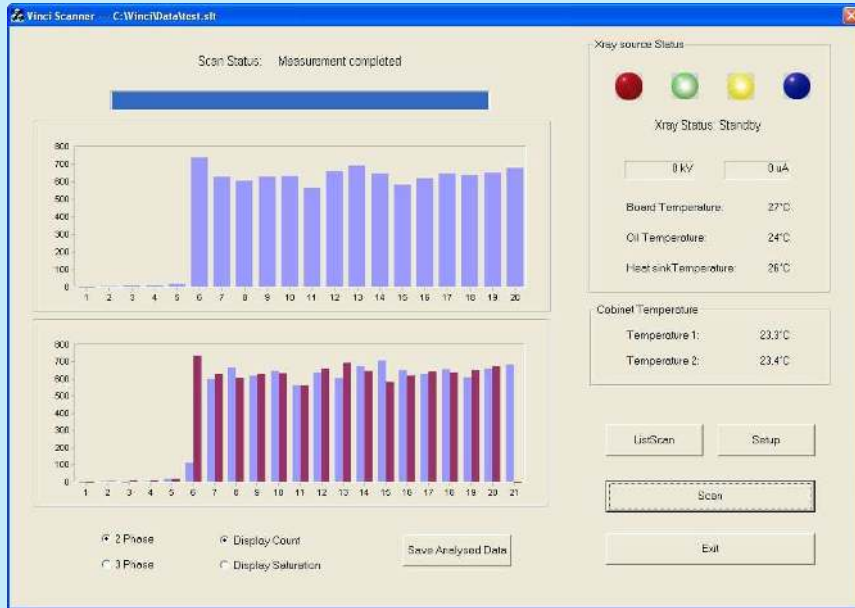 Vinci Scanner --- C:\Vinci\Data\test.slt
Scan Status: Measurement completed
800
700
600
500
400
300
200
100
0
1 2 3 4 5 6 7 8 9 10 11 12 13 14 15 16 17 18 19 20
800
700
600
500
400
300
200
100
0
1 2 3 4 5 6 7 8 9 10 11 12 13 14 15 16 17 18 19 20 21
2 Phase
3 Phase
Display Count
Display Saturation
Save Analysed Data
Xray source Status
Xray Status: Standby
0 kV 0 uA
Board Temperature: 27°C
Oil Temperature: 24°C
Heat sink Temperature: 26°C
Cabinet Temperature
Temperature 1: 23,3°C
Temperature 2: 23,4°C
ListScan Setup
Scan
Exit